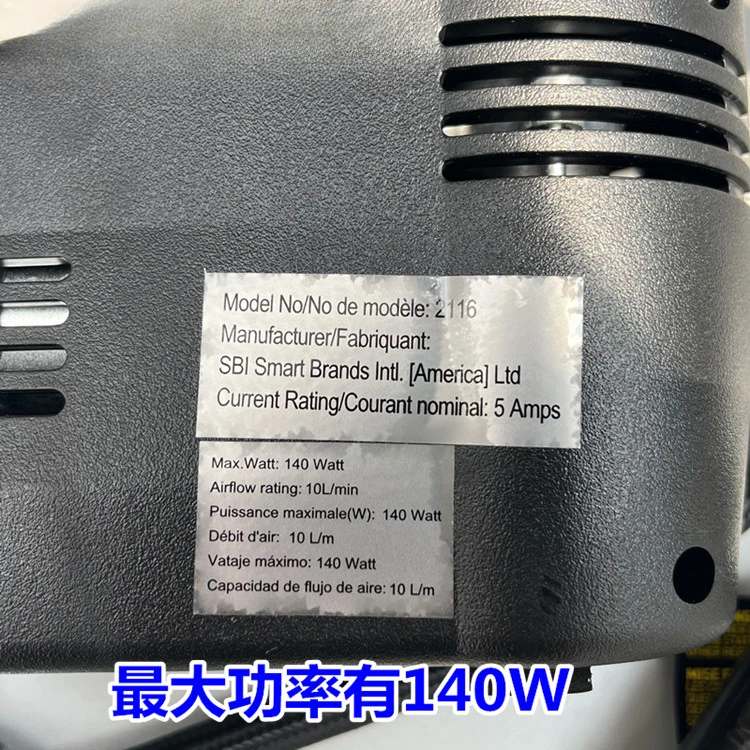 Model No/No de modèle: 2116
Manufacturer/Fabriquant:
SBI Smart Brands Intl. [America] Ltd
Current Rating/Courant nominal: 5 Amps
Max.Watt: 140 Watt
Airflow rating: 10L/min
Puissance maximale(W): 140 Watt
Débit d'air: 10 L/m
Vataje máximo: 140 Watt
Capacidad de flujo de aire: 10 L/m
最大功率有140W